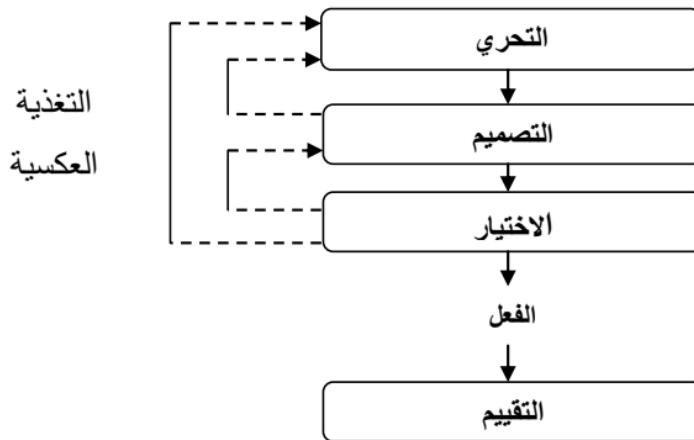 التحري
التغذية
العكسية
التصميم
الاختيار
الفعل
التقييم